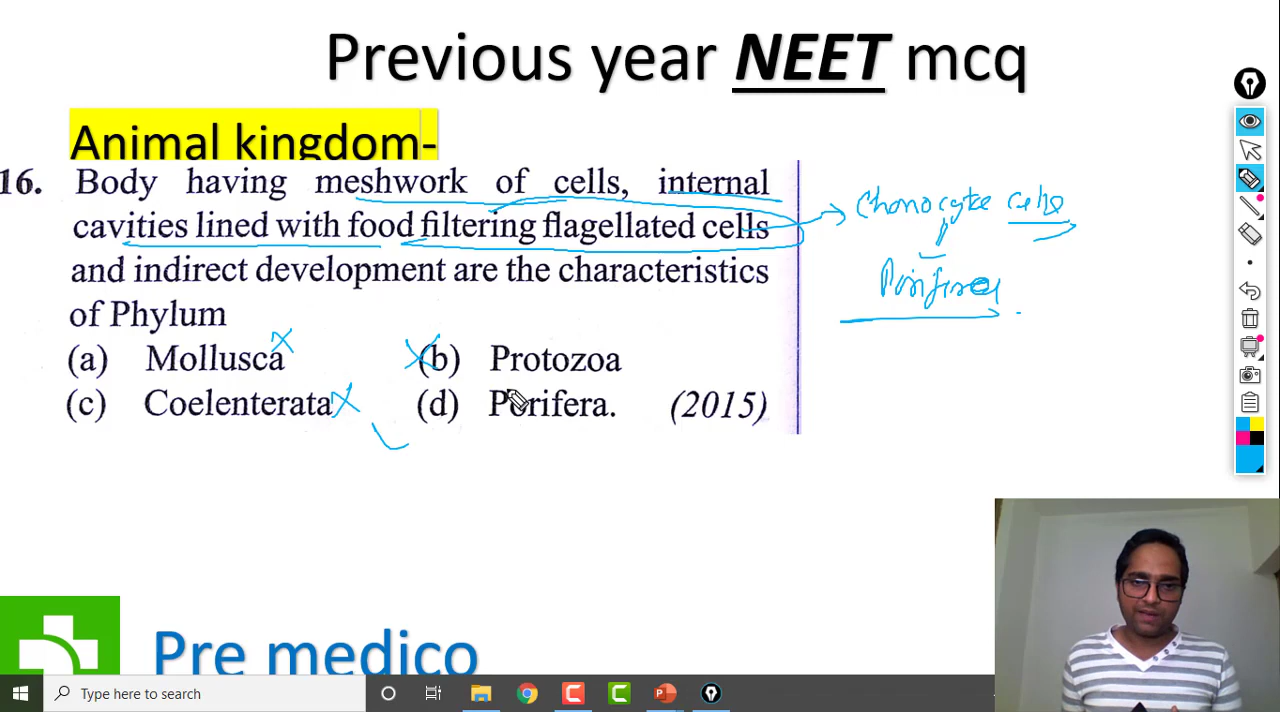 Previous year NEET mcq
Animal kingdom-
16. Body having meshwork of cells, internal
cavities lined with food filtering flagellated cells
and indirect development are the characteristics
of Phylum
(a) Mollusca (b) Protozoa
(c) Coelenterata (d) Porifera. (2015)
Chonocyte cells
Porifera
Pre medico
Type here to search